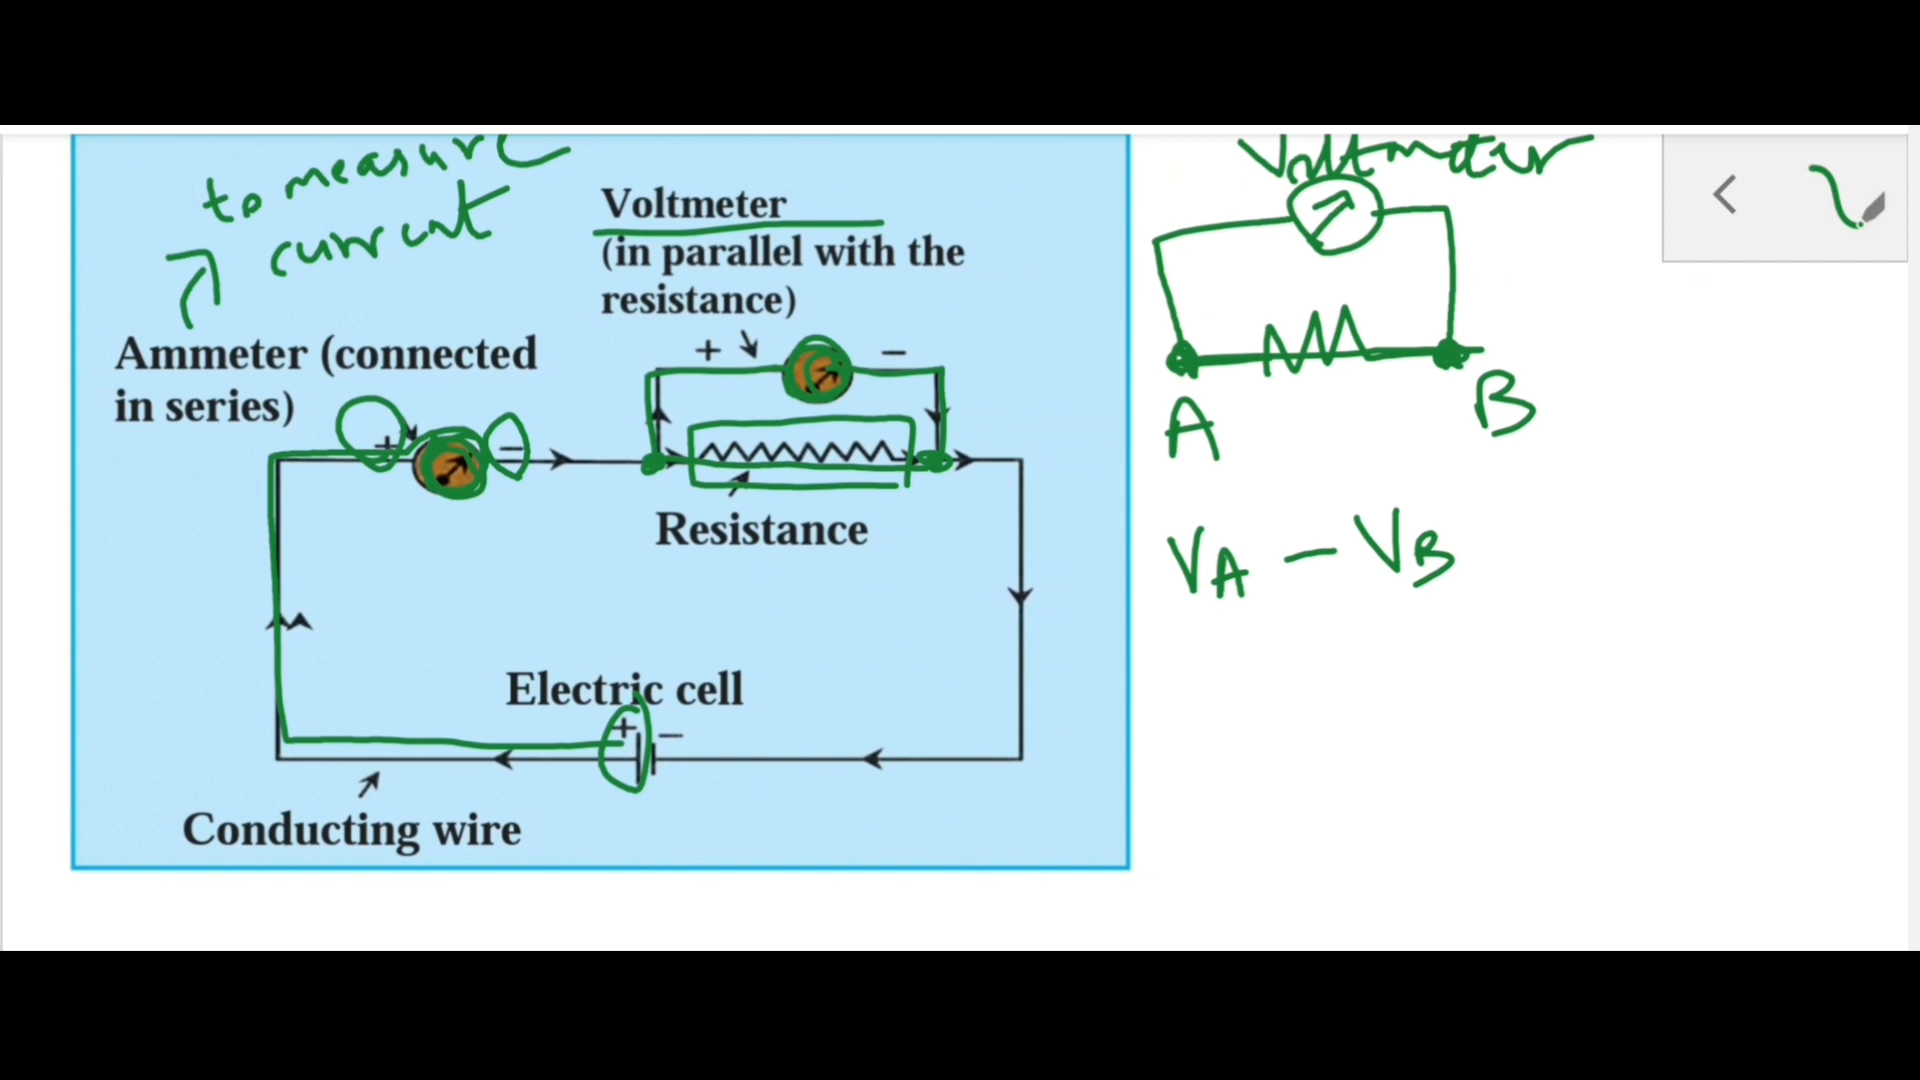 to measure
current
Voltmeter
(in parallel with the
resistance)
+ −
Ammeter (connected
in series)
+ −
Resistance
Electric cell
+ −
Conducting wire
Voltmeter
A B
VA − VB